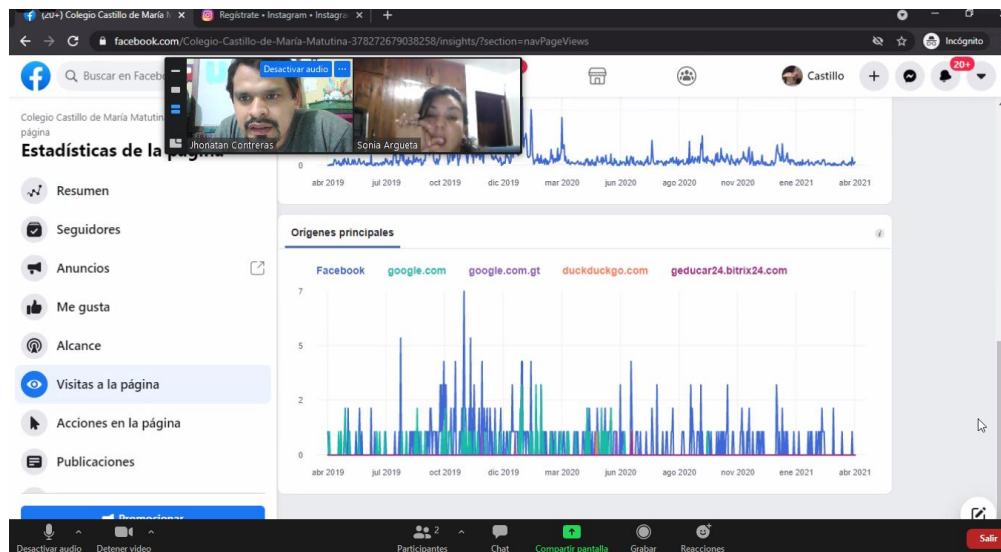 (20+) Colegio Castillo de María
Regístrate • Instagram • Instagra
facebook.com/Colegio-Castillo-de-María-Matutina-378272679038258/insights/?section=navPageViews
Incógnito
Buscar en Faceb
Desactivar audio
Jhonatan Contreras
Sonia Argueta
Castillo
20+
Colegio Castillo de María Matutin
página
Estadísticas de la página
Resumen
Seguidores
Anuncios
Me gusta
Alcance
Visitas a la página
Acciones en la página
Publicaciones
Promocionar
0
abr 2019 jul 2019 oct 2019 dic 2019 mar 2020 jun 2020 ago 2020 nov 2020 ene 2021 abr 2021
Orígenes principales
Facebook google.com google.com.gt duckduckgo.com geducar24.bitrix24.com
7
5
2
0
abr 2019 jul 2019 oct 2019 dic 2019 mar 2020 jun 2020 ago 2020 nov 2020 ene 2021 abr 2021
Desactivar audio
Detener video
2
Participantes
Chat
Compartir pantalla
Grabar
Reacciones
Salir